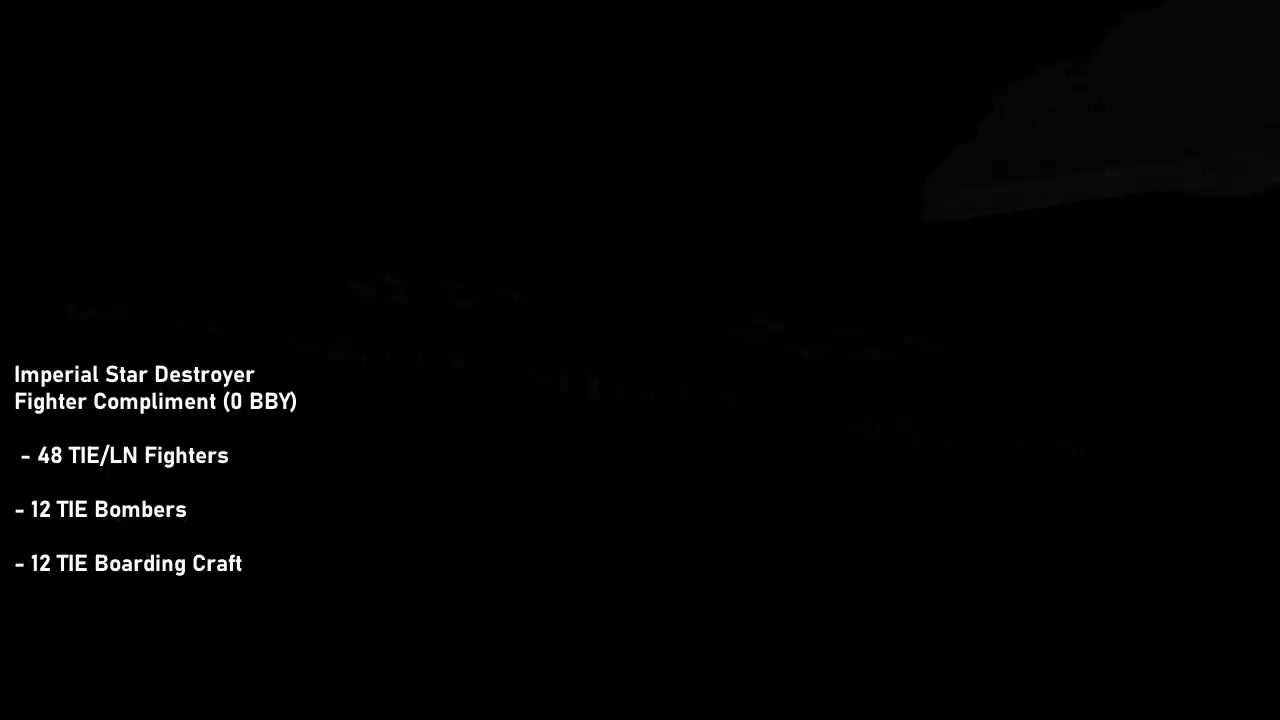 Imperial Star Destroyer
Fighter Compliment (0 BBY)
- 48 TIE/LN Fighters
- 12 TIE Bombers
- 12 TIE Boarding Craft